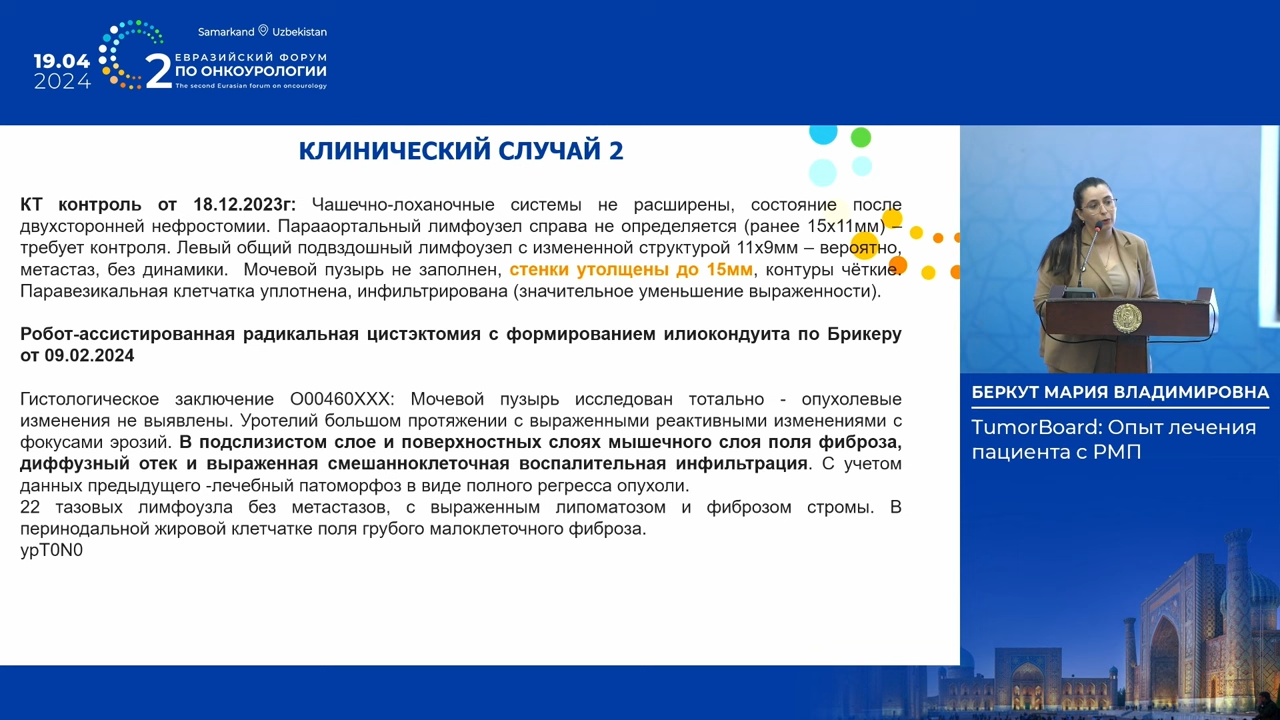 Samarkand Uzbekistan
19.04
2024
2
ЕВРАЗИЙСКИЙ ФОРУМ
ПО ОНКОУРОЛОГИИ
The second Eurasian forum on oncourology
КЛИНИЧЕСКИЙ СЛУЧАЙ 2
КТ контроль от 18.12.2023г: Чашечно-лоханочные системы не расширены, состояние после
двухсторонней нефростомии. Парааортальный лимфоузел справа не определяется (ранее 15х11мм) –
требует контроля. Левый общий подвздошный лимфоузел с измененной структурой 11х9мм – вероятно,
метастаз, без динамики. Мочевой пузырь не заполнен, стенки утолщены до 15мм, контуры чёткие.
Паравезикальная клетчатка уплотнена, инфильтрирована (значительное уменьшение выраженности).
Робот-ассистированная радикальная цистэктомия с формированием илиокондуита по Брикеру
от 09.02.2024
Гистологическое заключение О00460ХХХ: Мочевой пузырь исследован тотально - опухолевые
изменения не выявлены. Уротелий большом протяжении с выраженными реактивными изменениями с
фокусами эрозий. В подслизистом слое и поверхностных слоях мышечного слоя поля фиброза,
диффузный отек и выраженная смешанноклеточная воспалительная инфильтрация. С учетом
данных предыдущего -лечебный патоморфоз в виде полного регресса опухоли.
22 тазовых лимфоузла без метастазов, с выраженным липоматозом и фиброзом стромы. В
перинодальной жировой клетчатке поля грубого малоклеточного фиброза.
ypT0N0
БЕРКУТ МАРИЯ ВЛАДИМИРОВНА
TumorBoard: Опыт лечения
пациента с РМП